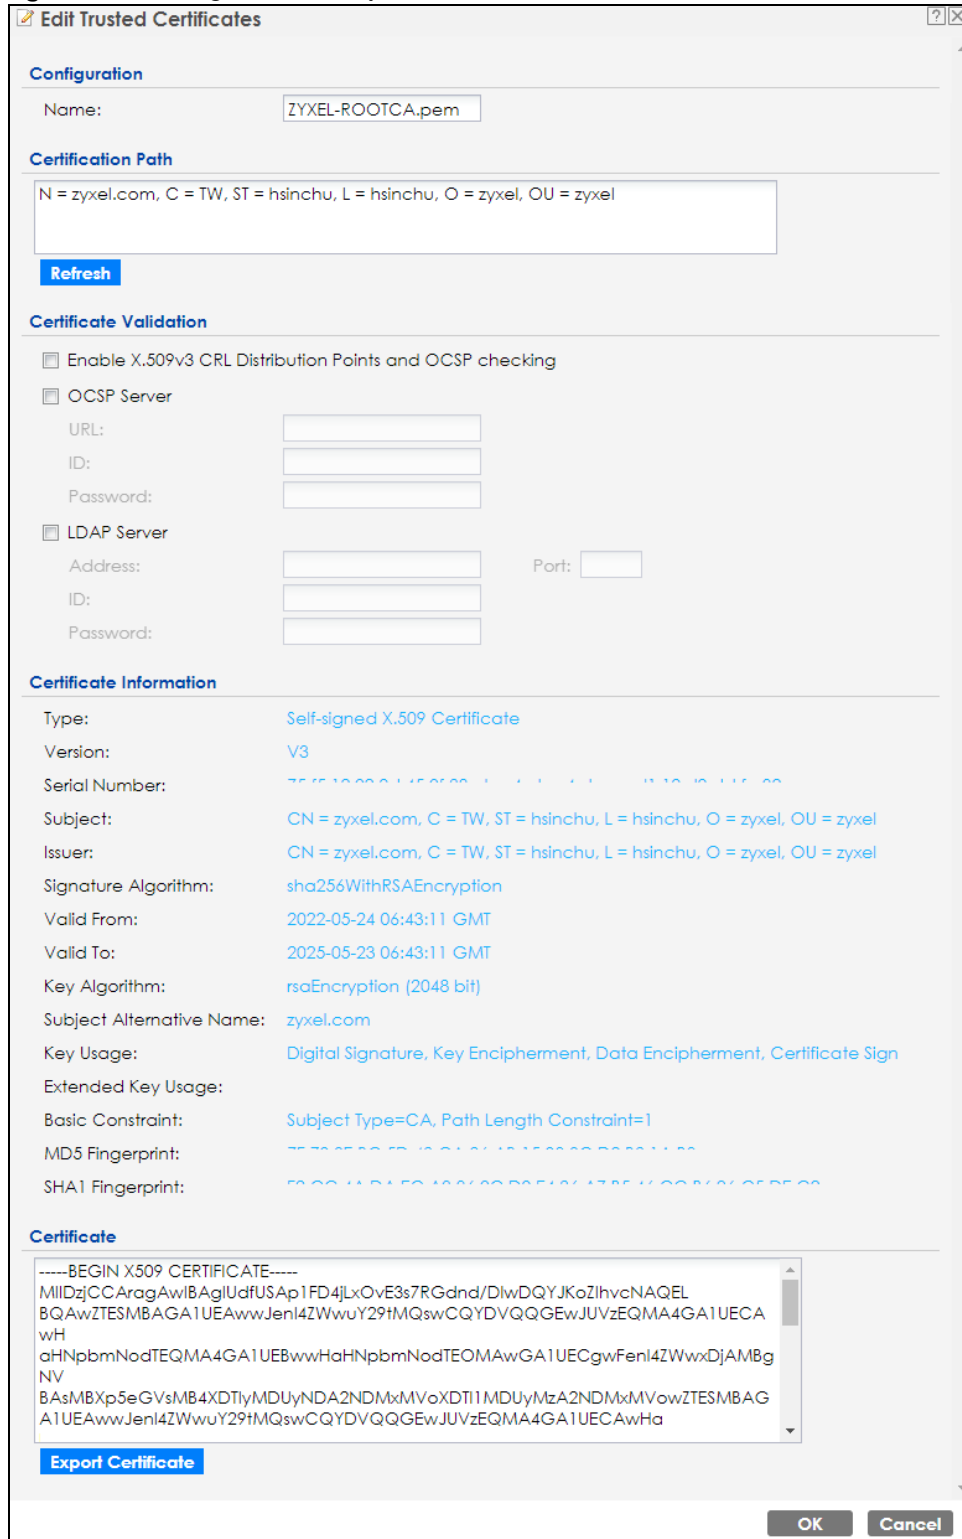 Edit Trusted Certificates
Configuration
Name: ZYXEL-ROOTCA.pem
Certification Path
N = zyxel.com, C = TW, ST = hsinchu, L = hsinchu, O = zyxel, OU = zyxel
Refresh
Certificate Validation
Enable X.509v3 CRL Distribution Points and OCSP checking
OCSP Server
URL:
ID:
Password:
LDAP Server
Address: Port:
ID:
Password:
Certificate Information
Type: Self-signed X.509 Certificate
Version: V3
Serial Number:
Subject: CN = zyxel.com, C = TW, ST = hsinchu, L = hsinchu, O = zyxel, OU = zyxel
Issuer: CN = zyxel.com, C = TW, ST = hsinchu, L = hsinchu, O = zyxel, OU = zyxel
Signature Algorithm: sha256WithRSAEncryption
Valid From: 2022-05-24 06:43:11 GMT
Valid To: 2025-05-23 06:43:11 GMT
Key Algorithm: rsaEncryption (2048 bit)
Subject Alternative Name: zyxel.com
Key Usage: Digital Signature, Key Encipherment, Data Encipherment, Certificate Sign
Extended Key Usage:
Basic Constraint: Subject Type=CA, Path Length Constraint=1
MD5 Fingerprint:
SHA1 Fingerprint:
Certificate
-----BEGIN X509 CERTIFICATE-----
MIIDzjCCAragAwIBAgIUdfUSAp1FD4jLxOvE3s7RGdnd/DIwDQYJKoZIhvcNAQEL
BQAwZTESMBAGA1UEAwwJenl4ZWwuY29tMQswCQYDVQQGEwJUVzEQMA4GA1UECA
wH
aHNpbmNodTEQMA4GA1UEBwwHaHNpbmNodTEOMAwGA1UECgwFenl4ZWwxDjAMBg
NV
BAsMBXp5eGVsMB4XDTIyMDUyNDA2NDMxMVoXDTI1MDUyMzA2NDMxMVowZTESMBAG
A1UEAwwJenl4ZWwuY29tMQswCQYDVQQGEwJUVzEQMA4GA1UECAwHa
Export Certificate
OK Cancel